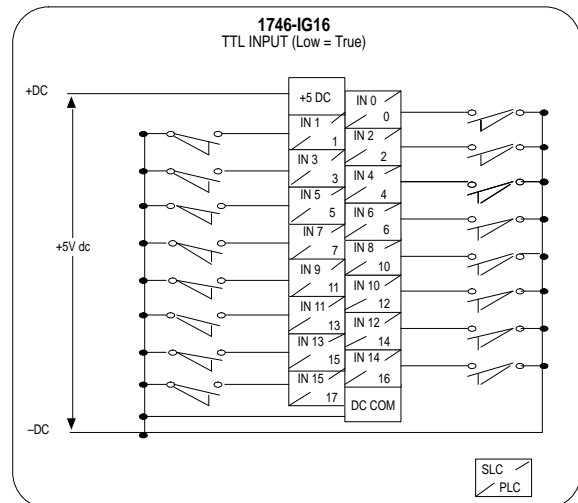 1746-IG16
TTL INPUT (Low = True)
+DC
+5 DC
IN 0
0
IN 1
1
IN 2
2
IN 3
3
IN 4
4
IN 5
5
IN 6
6
IN 7
7
+5V dc
IN 8
10
IN 9
11
IN 10
12
IN 11
13
IN 12
14
IN 13
15
IN 14
16
IN 15
17
DC COM
–DC
SLC
PLC